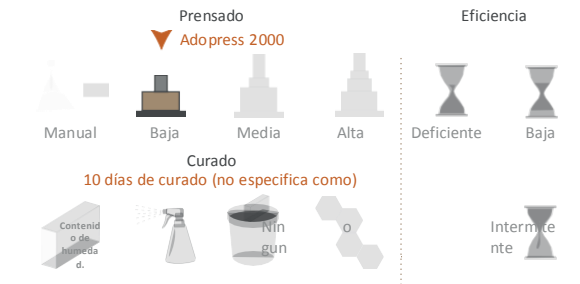 Prensado
Eficiencia
Adopress 2000
Manual
Baja
Media
Alta
Deficiente
Baja
Curado
10 días de curado (no especifica como)
Contenid
o de
humeda
d.
Nin
gun
o
Intermite
nte